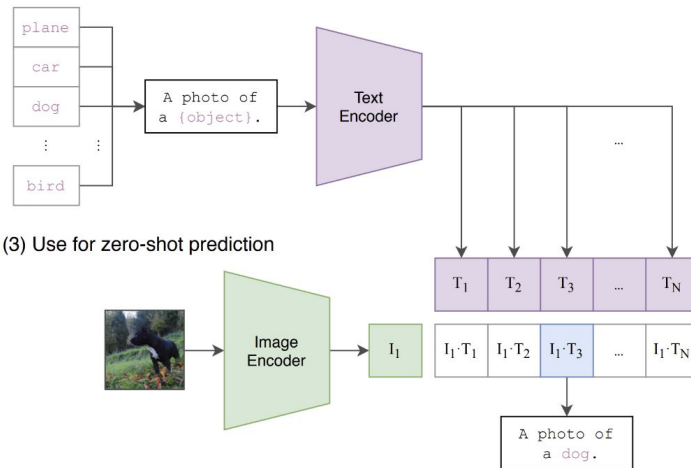 plane
car
dog
⋮ ⋮
bird
A photo of
a {object}.
Text
Encoder
...
(3) Use for zero-shot prediction
T1 T2 T3 ... TN
Image
Encoder
I1
I1·T1 I1·T2 I1·T3 ... I1·TN
A photo of
a dog.